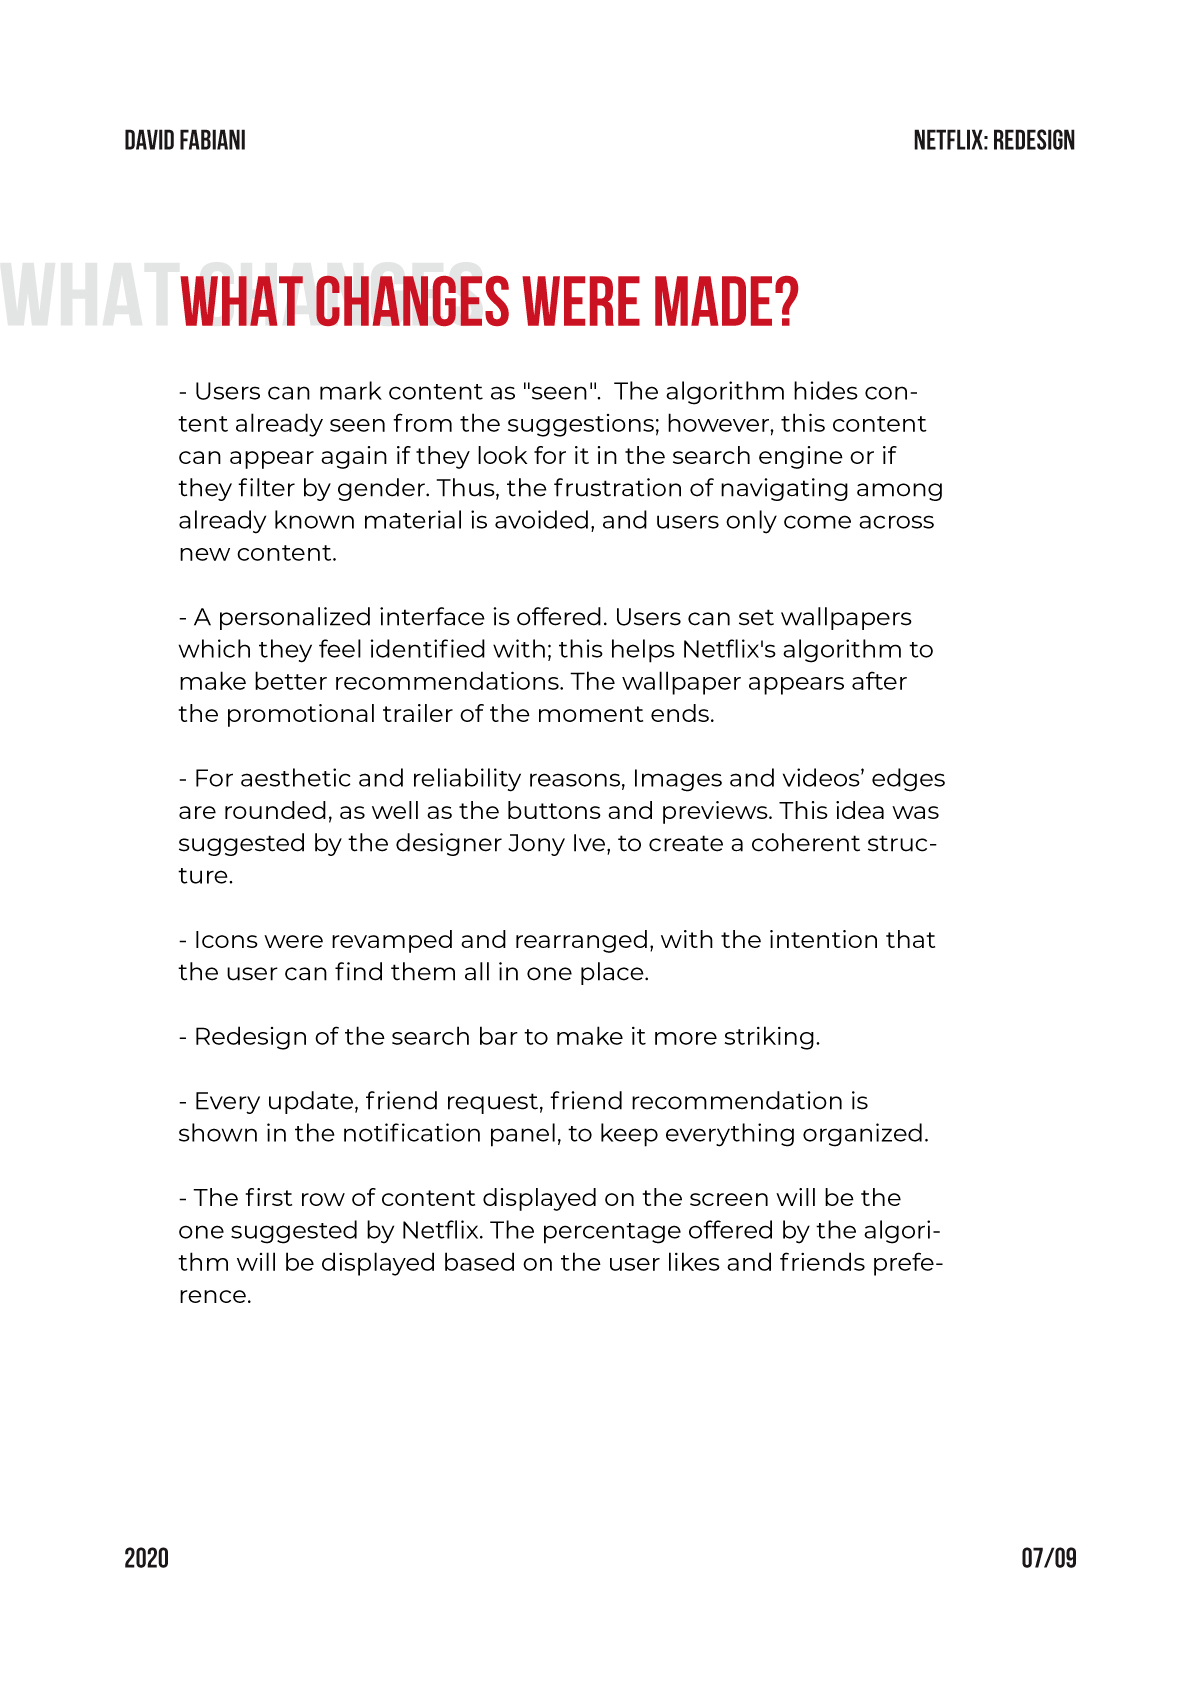 DAVID FABIANI
NETFLIX: REDESIGN
WHAT CHANGES
WHAT CHANGES WERE MADE?
- Users can mark content as "seen".  The algorithm hides con-
tent already seen from the suggestions; however, this content
can appear again if they look for it in the search engine or if
they filter by gender. Thus, the frustration of navigating among
already known material is avoided, and users only come across
new content.
- A personalized interface is offered. Users can set wallpapers
which they feel identified with; this helps Netflix's algorithm to
make better recommendations. The wallpaper appears after
the promotional trailer of the moment ends.
- For aesthetic and reliability reasons, Images and videos’ edges
are rounded, as well as the buttons and previews. This idea was
suggested by the designer Jony Ive, to create a coherent struc-
ture.
- Icons were revamped and rearranged, with the intention that
the user can find them all in one place.
- Redesign of the search bar to make it more striking.
- Every update, friend request, friend recommendation is
shown in the notification panel, to keep everything organized.
- The first row of content displayed on the screen will be the
one suggested by Netflix. The percentage offered by the algori-
thm will be displayed based on the user likes and friends prefe-
rence.
2020
07/09